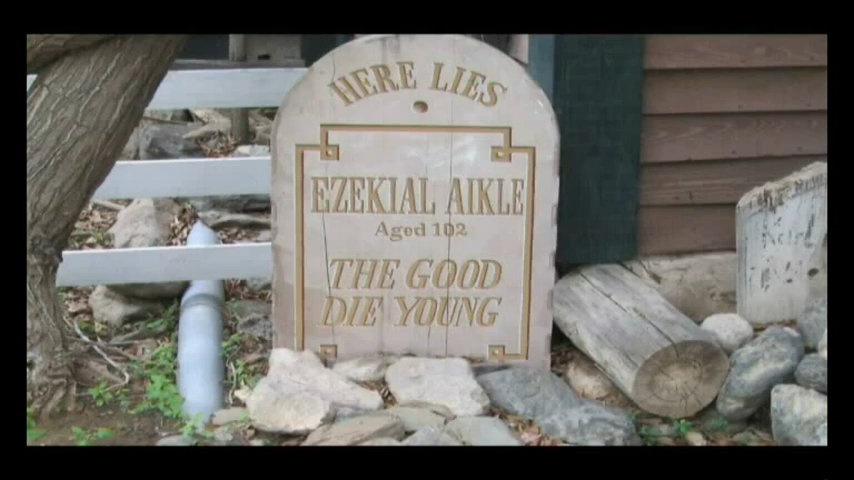 HERE LIES
EZEKIAL AIKLE
Aged 102
THE GOOD
DIE YOUNG